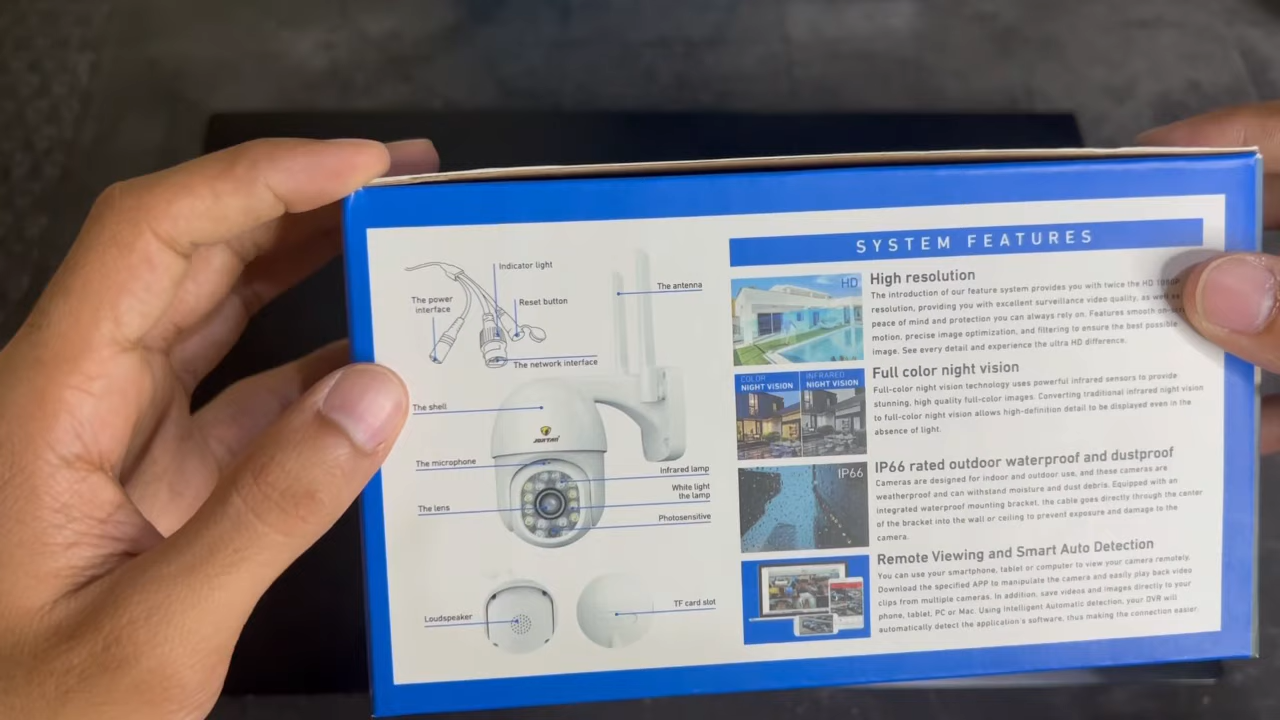 Indicator light
The power
interface
Reset button
The antenna
The network interface
The shell
The microphone
Infrared lamp
White light
the lamp
The lens
Photosensitive
Loudspeaker
TF card slot
SYSTEM FEATURES
HD
High resolution
The introduction of our feature system provides you with twice the HD 1080P
resolution, providing you with excellent surveillance video quality, as well as
peace of mind and protection you can always rely on. Features smooth
motion, precise image optimization, and filtering to ensure the best possible
image. See every detail and experience the ultra HD difference.
COLOR
NIGHT VISION
INFRARED
NIGHT VISION
Full color night vision
Full-color night vision technology uses powerful infrared sensors to provide
stunning, high quality full-color images. Converting traditional infrared night vision
to full-color night vision allows high-definition detail to be displayed even in the
absence of light.
IP66
IP66 rated outdoor waterproof and dustproof
Cameras are designed for indoor and outdoor use, and these cameras are
weatherproof and can withstand moisture and dust debris. Equipped with an
integrated waterproof mounting bracket, the cable goes directly through the center
of the bracket into the wall or ceiling to prevent exposure and damage to the
camera.
Remote Viewing and Smart Auto Detection
You can use your smartphone, tablet or computer to view your camera remotely.
Download the specified APP to manipulate the camera and easily play back video
clips from multiple cameras. In addition, save videos and images directly to your
phone, tablet, PC or Mac. Using Intelligent Automatic detection, your DVR will
automatically detect the application's software, thus making the connection easier.